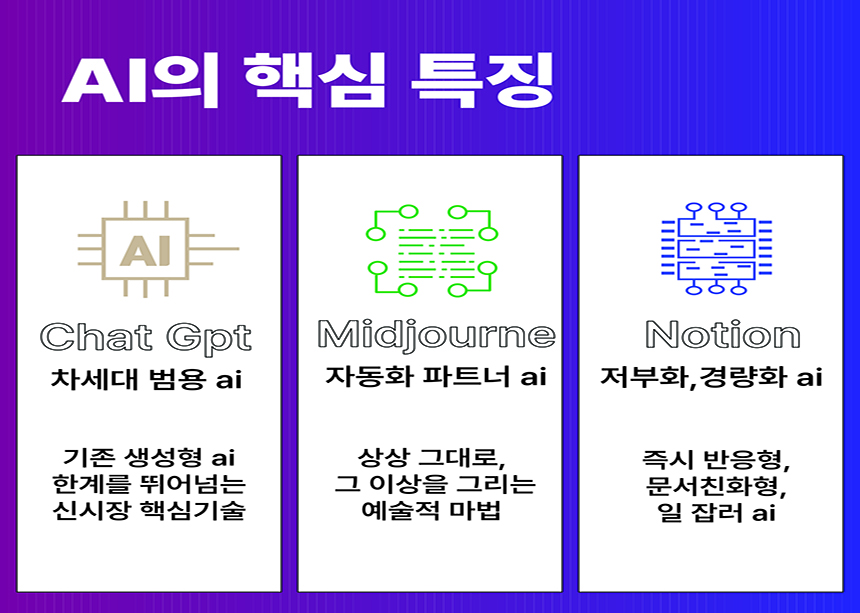 AI의 핵심 특징
AI
Chat Gpt
차세대 범용 ai
기존 생성형 ai
한계를 뛰어넘는
신시장 핵심기술
Midjourne
자동화 파트너 ai
상상 그대로,
그 이상을 그리는
예술적 마법
Notion
저부화,경량화 ai
즉시 반응형,
문서친화형,
일 잡러 ai